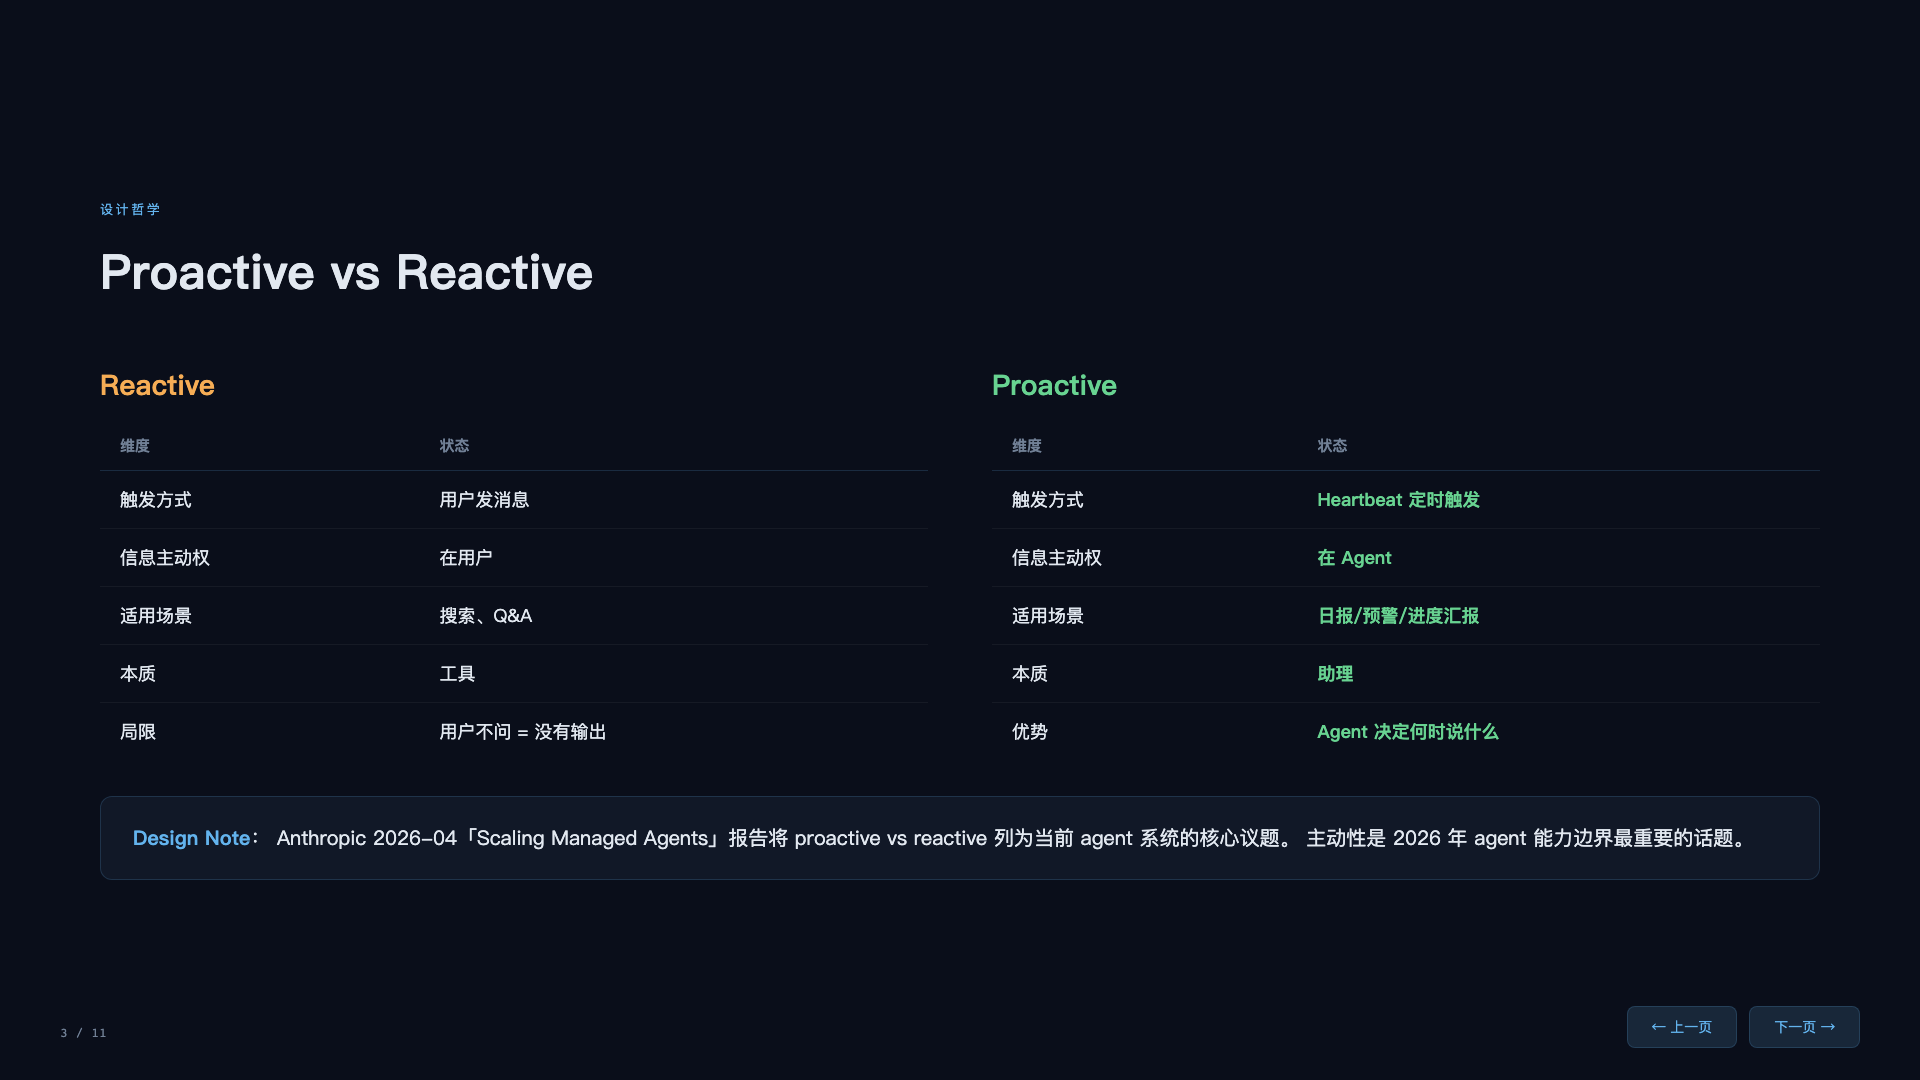 设计哲学
Proactive vs Reactive
Reactive
维度 状态
触发方式 用户发消息
信息主动权 在用户
适用场景 搜索、Q&A
本质 工具
局限 用户不问 = 没有输出
Proactive
维度 状态
触发方式 Heartbeat 定时触发
信息主动权 在 Agent
适用场景 日报/预警/进度汇报
本质 助理
优势 Agent 决定何时说什么
Design Note： Anthropic 2026-04「Scaling Managed Agents」报告将 proactive vs reactive 列为当前 agent 系统的核心议题。 主动性是 2026 年 agent 能力边界最重要的话题。
3 / 11
← 上一页
下一页 →